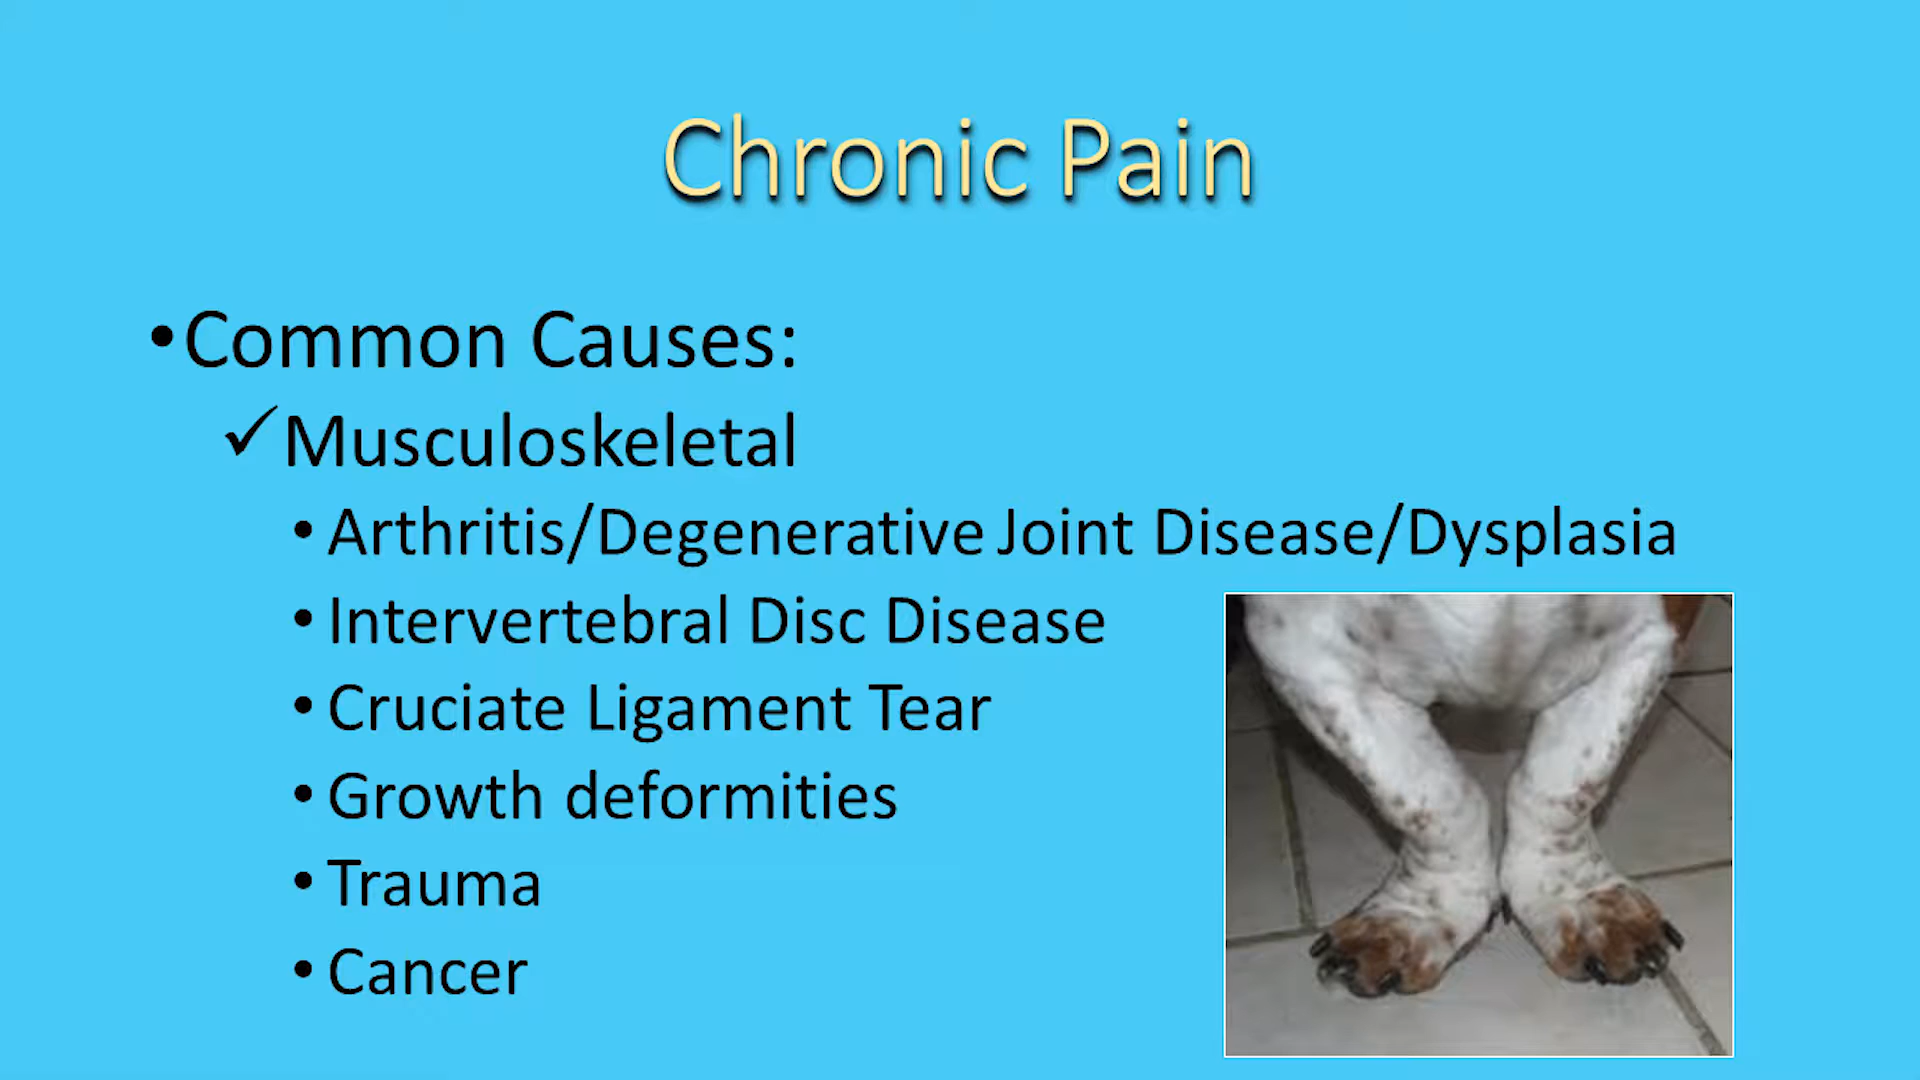 Chronic Pain
•Common Causes:
✓Musculoskeletal
•Arthritis/Degenerative Joint Disease/Dysplasia
•Intervertebral Disc Disease
•Cruciate Ligament Tear
•Growth deformities
•Trauma
•Cancer